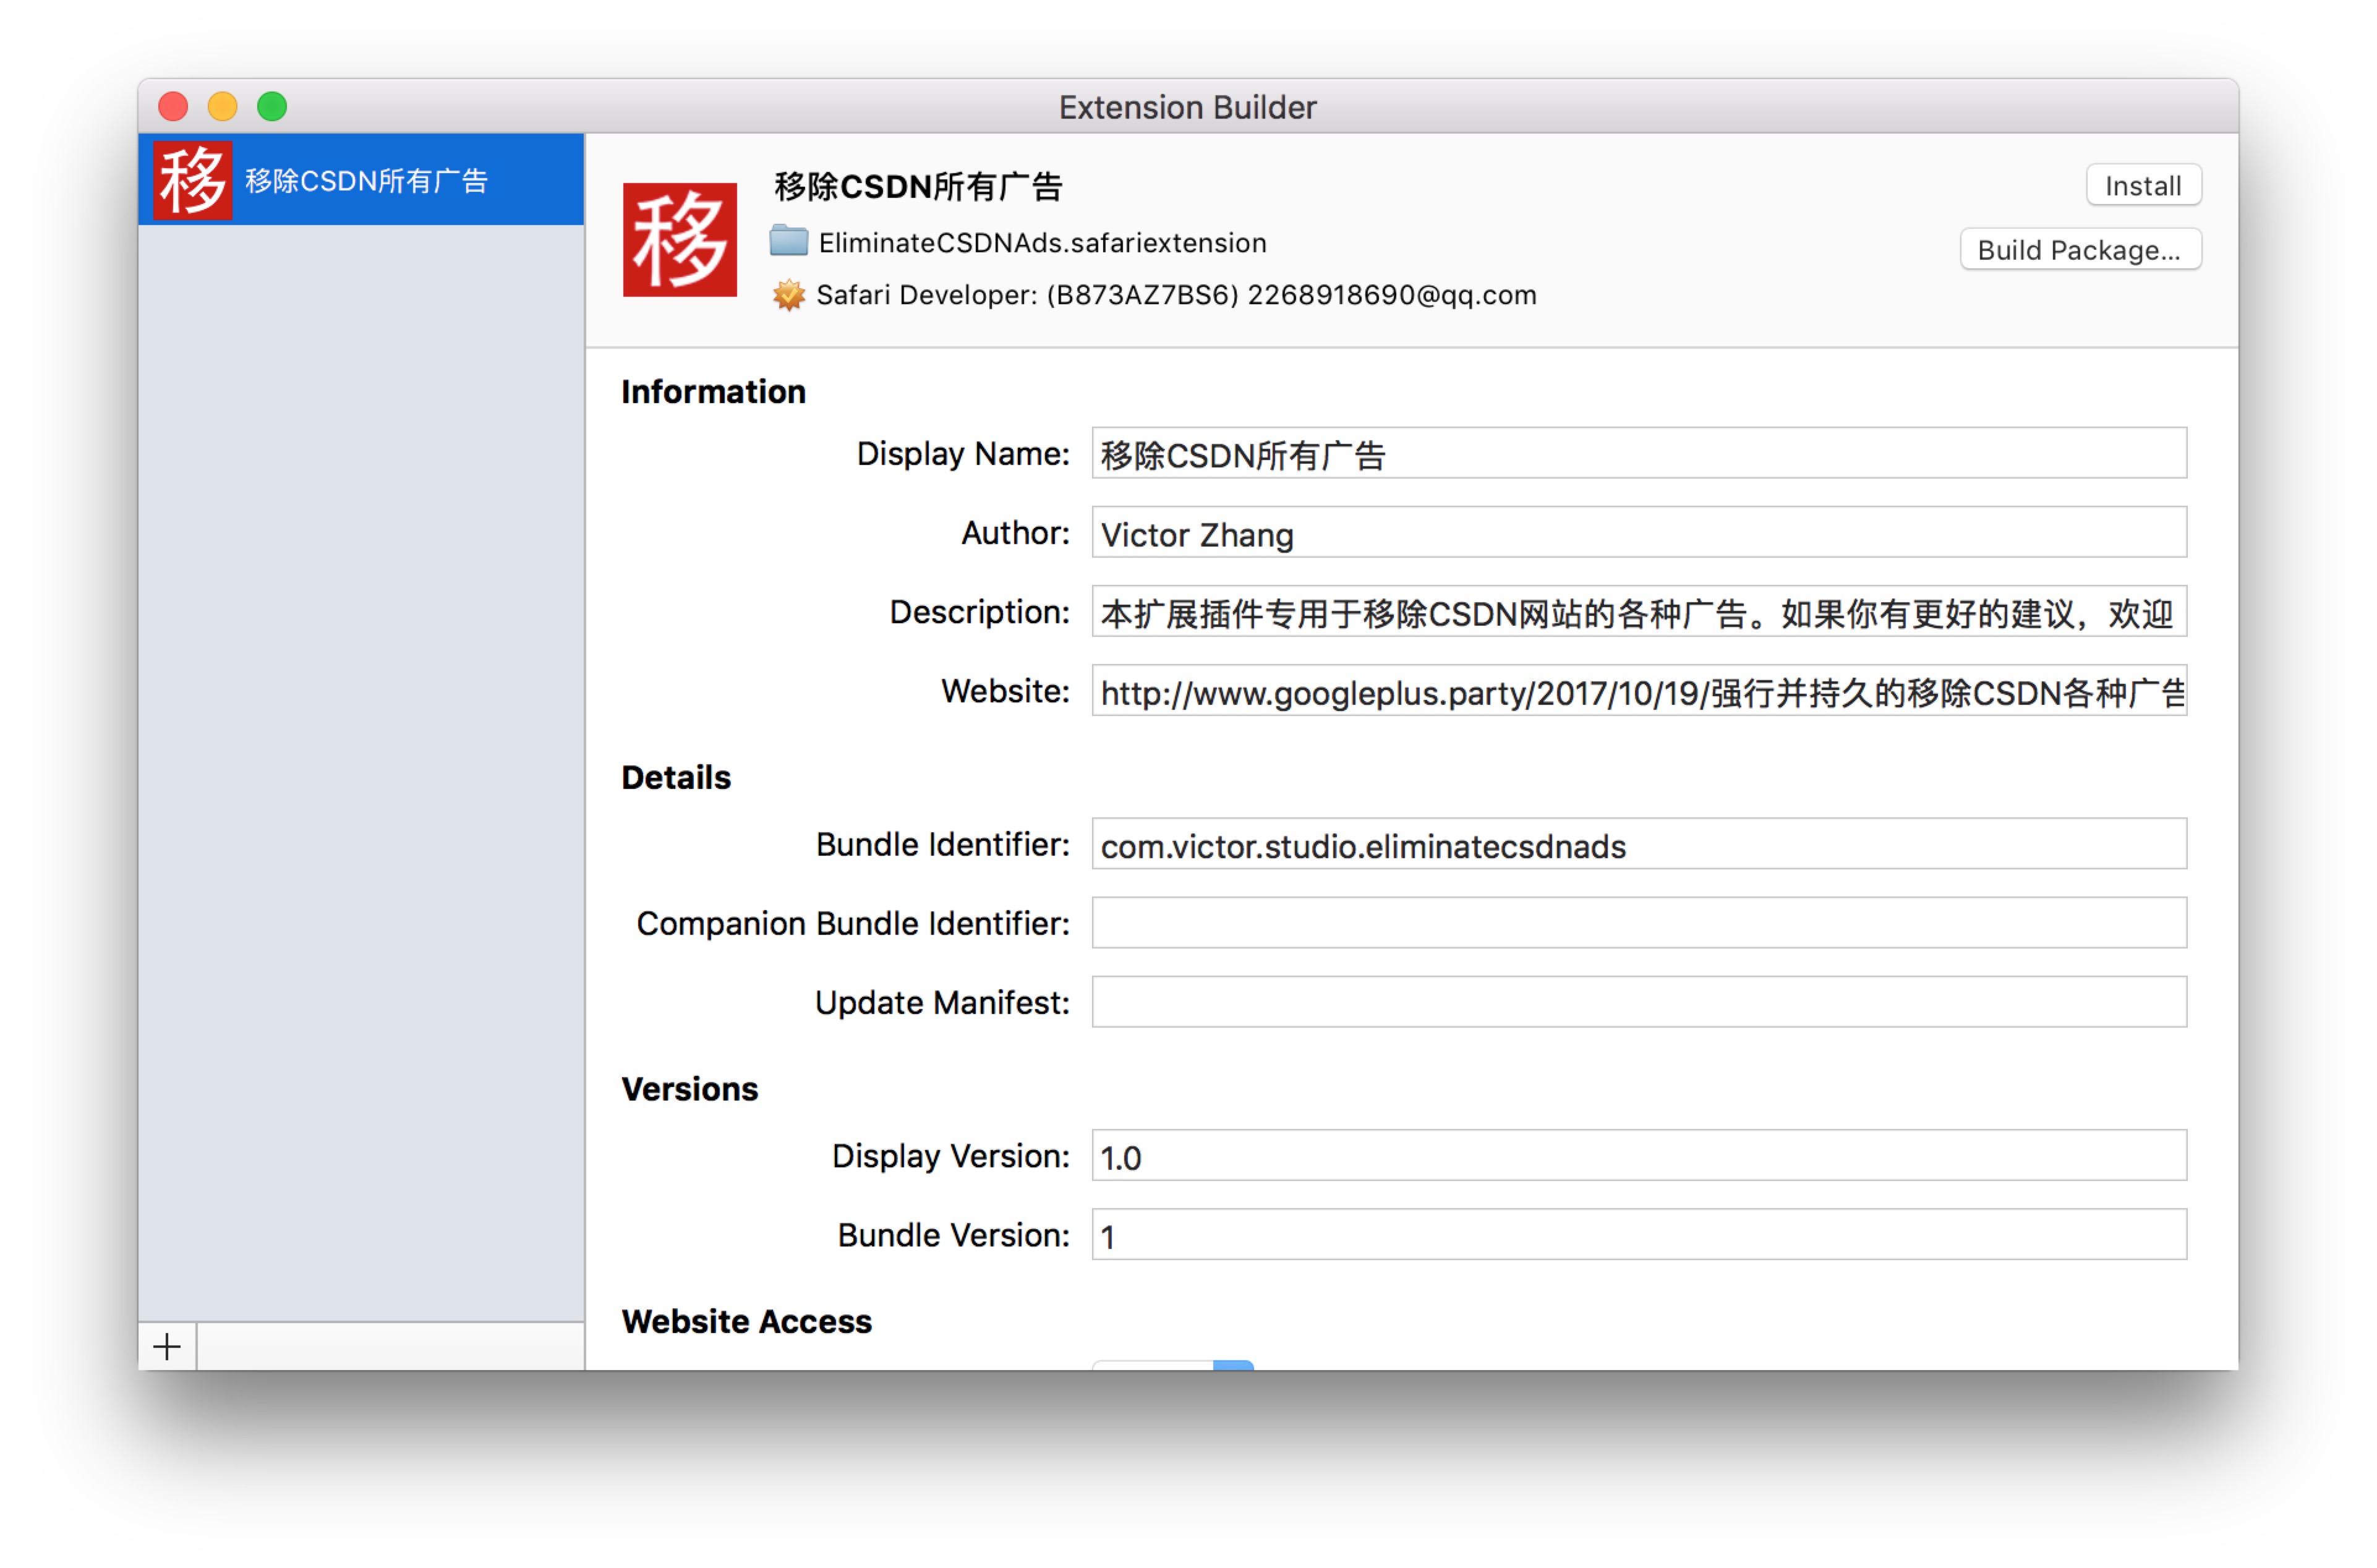 Extension Builder
移 移除CSDN所有广告
移
移除CSDN所有广告
EliminateCSDNAds.safariextension
Safari Developer: (B873AZ7BS6) 2268918690@qq.com
Install
Build Package...
Information
Display Name: 移除CSDN所有广告
Author: Victor Zhang
Description: 本扩展插件专用于移除CSDN网站的各种广告。如果你有更好的建议，欢迎
Website: http://www.googleplus.party/2017/10/19/强行并持久的移除CSDN各种广告
Details
Bundle Identifier: com.victor.studio.eliminatecsdnads
Companion Bundle Identifier:
Update Manifest:
Versions
Display Version: 1.0
Bundle Version: 1
Website Access